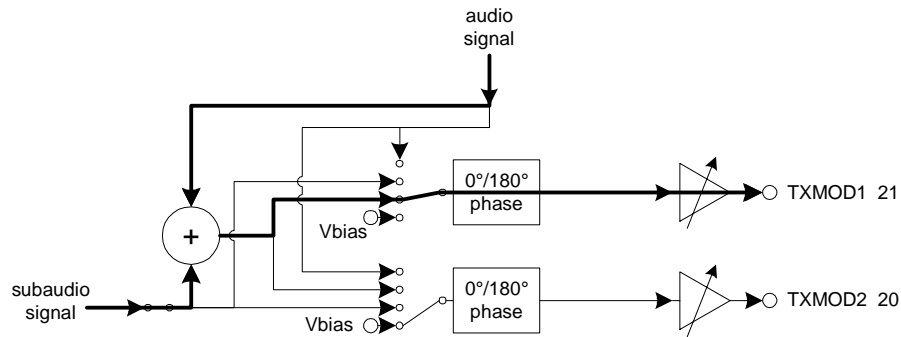 audio
signal
0°/180°
phase
TXMOD1 21
Vbias
+
subaudio
signal
0°/180°
phase
TXMOD2 20
Vbias